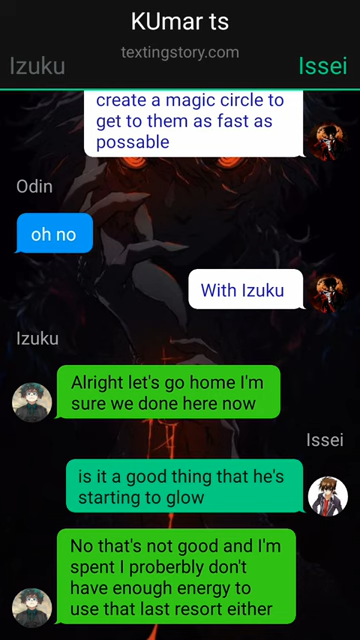 KUmar ts
textingstory.com
Izuku
Issei
create a magic circle to
get to them as fast as
possable
Odin
oh no
With Izuku
Izuku
Alright let's go home I'm
sure we done here now
Issei
is it a good thing that he's
starting to glow
No that's not good and I'm
spent I proberbly don't
have enough energy to
use that last resort either